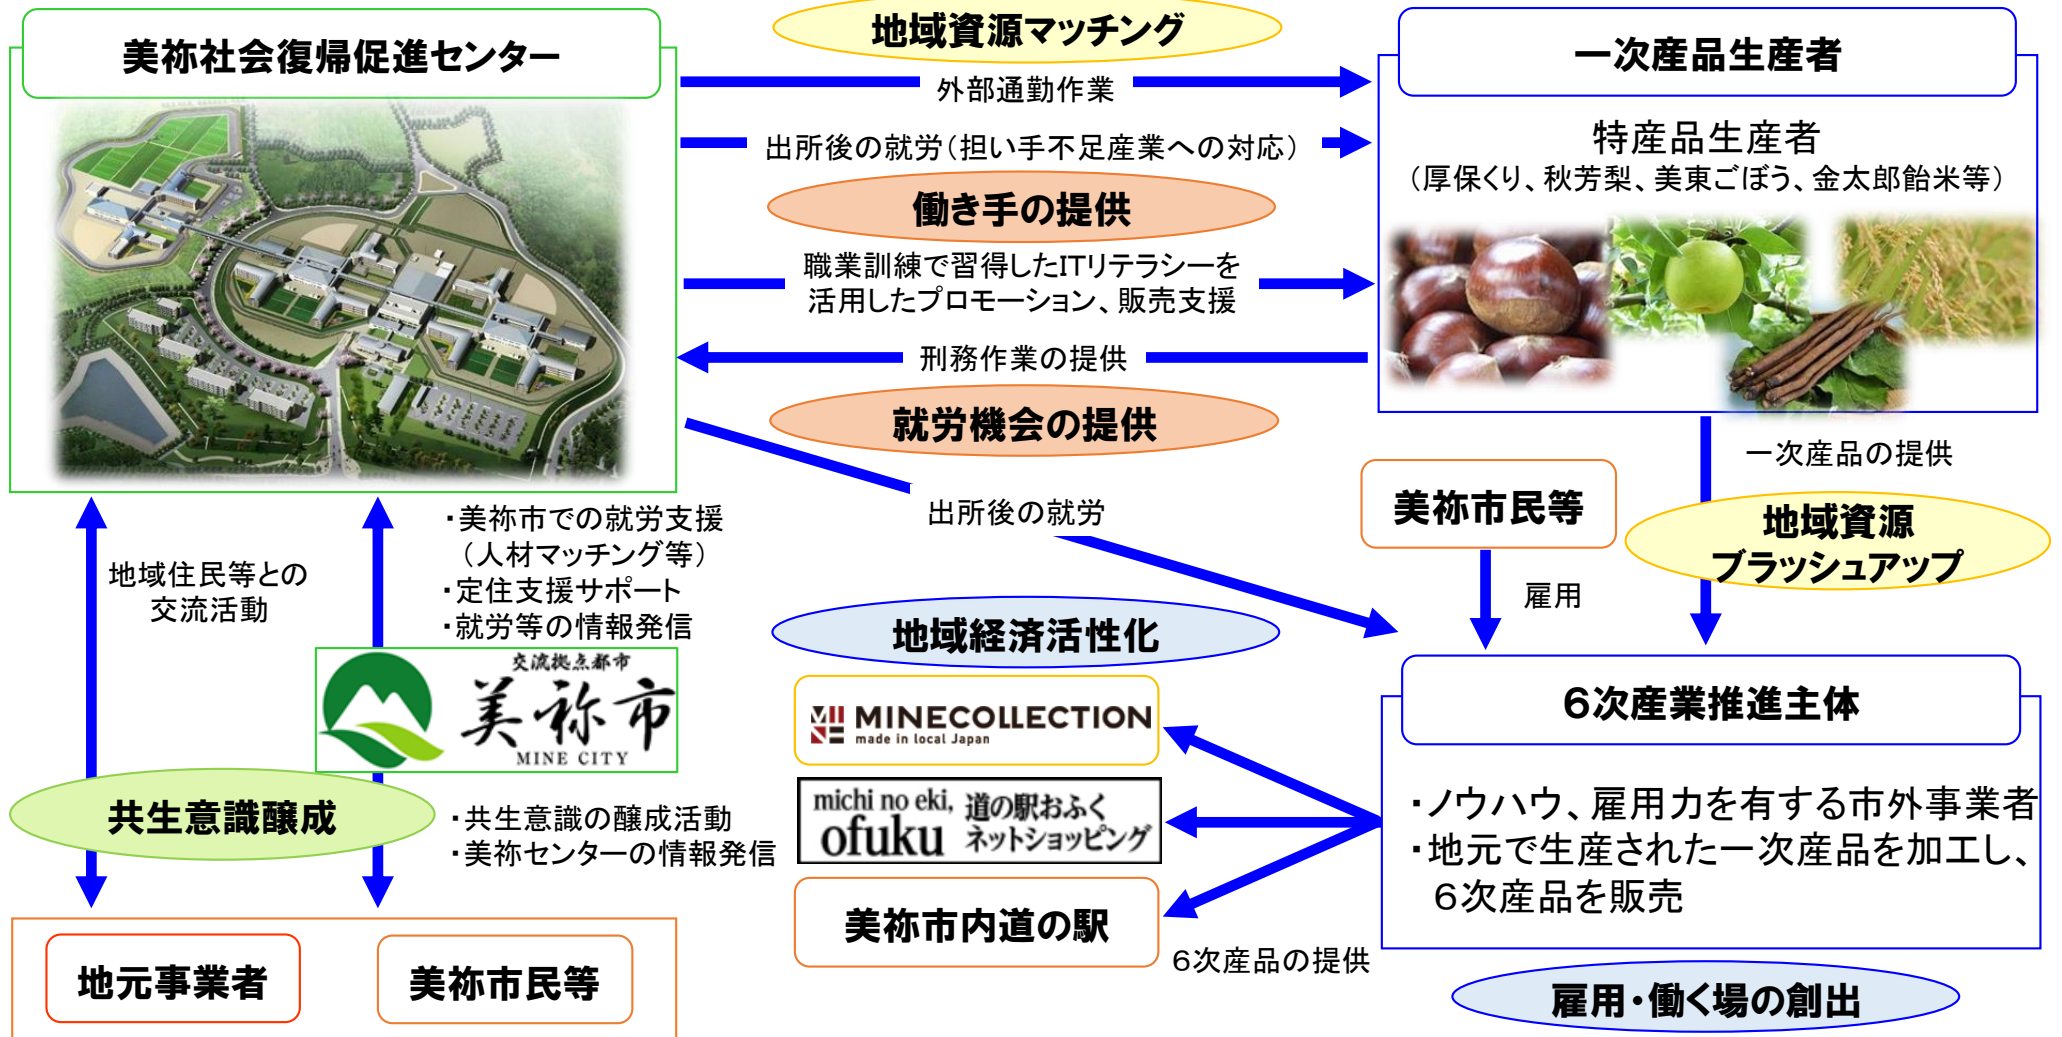 美祢社会復帰促進センター
地域資源マッチング
外部通勤作業
出所後の就労（担い手不足産業への対応）
働き手の提供
職業訓練で習得したITリテラシーを
活用したプロモーション、販売支援
刑務作業の提供
就労機会の提供
一次産品生産者
特産品生産者
（厚保くり、秋芳梨、美東ごぼう、金太郎飴米等）
一次産品の提供
出所後の就労
美祢市民等
雇用
地域資源
ブラッシュアップ
地域住民等との
交流活動
・美祢市での就労支援
（人材マッチング等）
・定住支援サポート
・就労等の情報発信
交流拠点都市
美祢市
MINE CITY
共生意識醸成
・共生意識の醸成活動
・美祢センターの情報発信
地元事業者
美祢市民等
地域経済活性化
MINE
MINECOLLECTION
made in local Japan
michi no eki,
ofuku
道の駅おふく
ネットショッピング
美祢市内道の駅
６次産品の提供
６次産業推進主体
・ノウハウ、雇用力を有する市外事業者
・地元で生産された一次産品を加工し、
６次産品を販売
雇用・働く場の創出